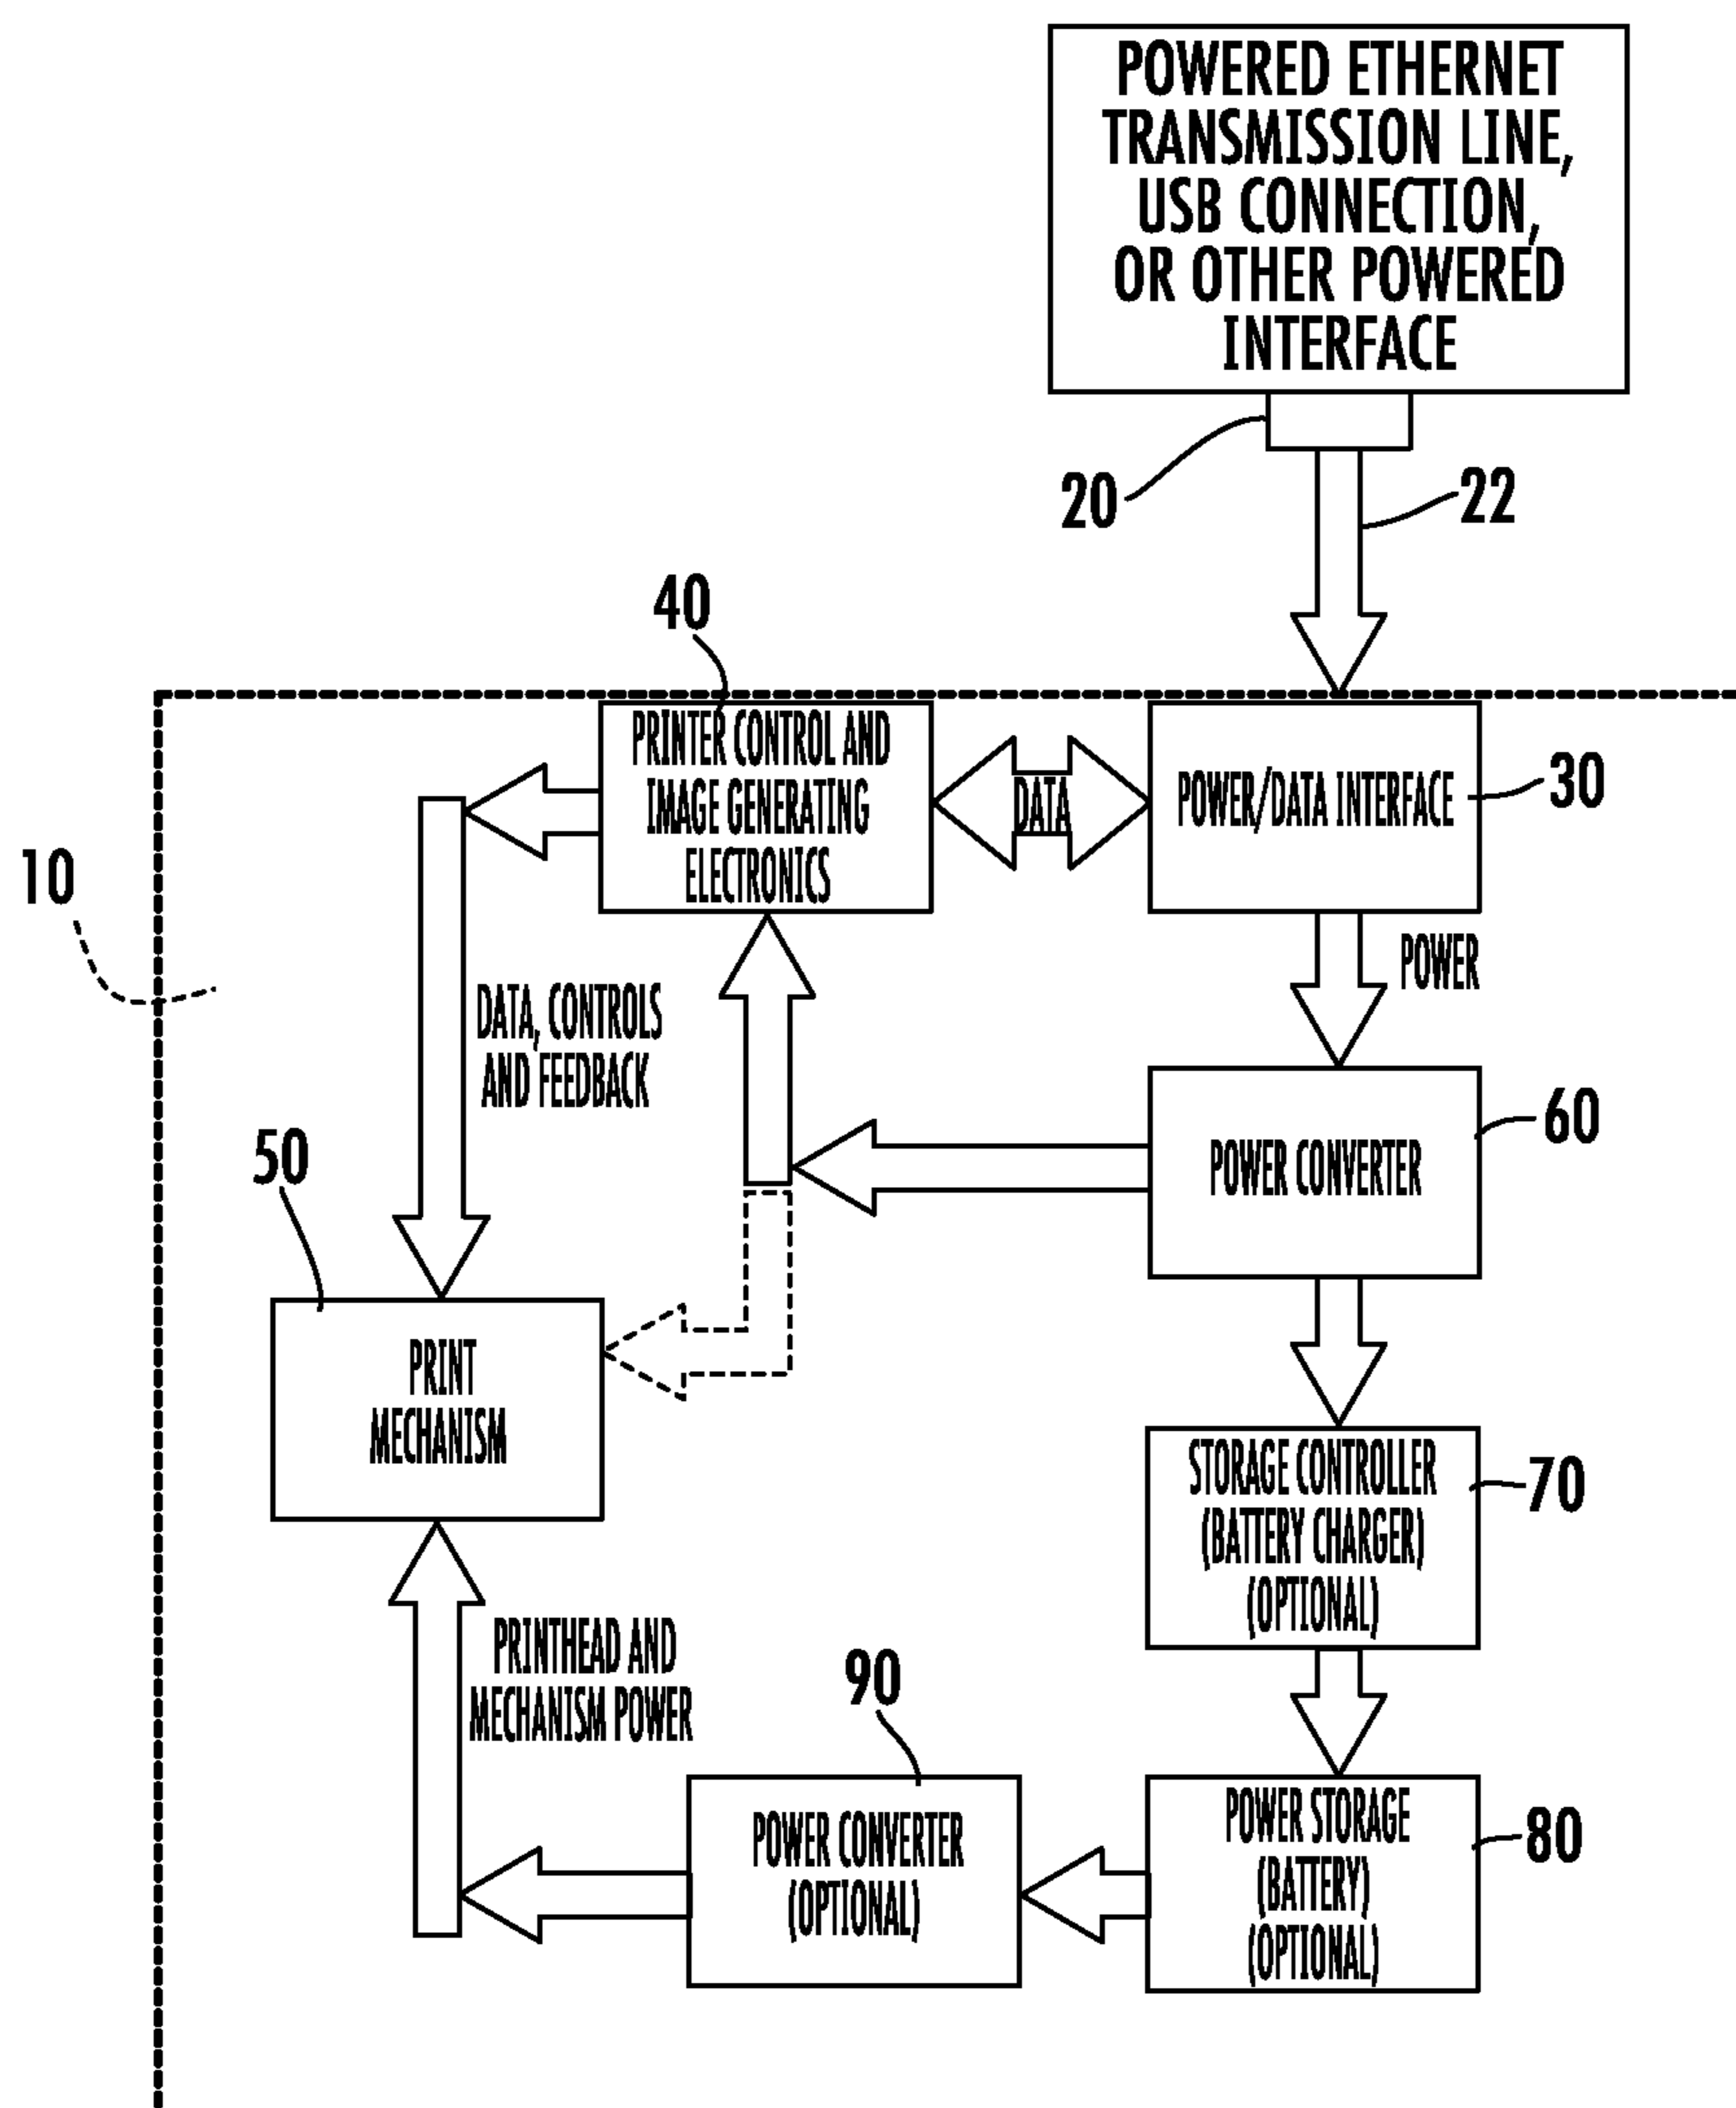 POWERED ETHERNET
TRANSMISSION LINE,
USB CONNECTION,
OR OTHER POWERED
INTERFACE
20
22
40
PRINTER CONTROL AND
IMAGE GENERATING
ELECTRONICS
DATA
POWER/DATA INTERFACE
30
10
POWER
DATA, CONTROLS
AND FEEDBACK
60
POWER CONVERTER
50
PRINT
MECHANISM
STORAGE CONTROLLER
(BATTERY CHARGER)
(OPTIONAL)
70
PRINTHEAD AND
MECHANISM POWER
90
POWER CONVERTER
(OPTIONAL)
POWER STORAGE
(BATTERY)
(OPTIONAL)
80